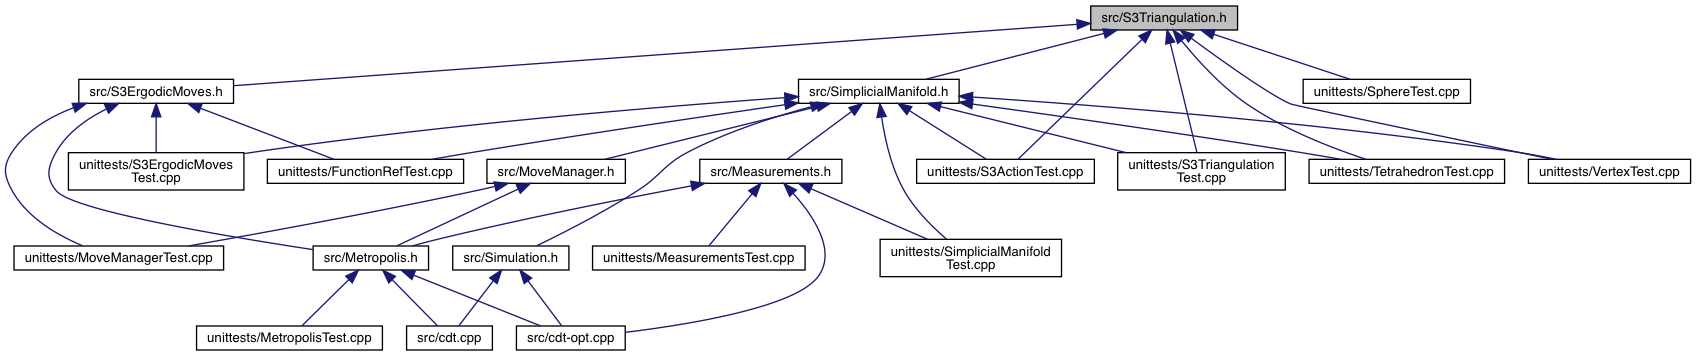 src/S3Triangulation.h
src/S3ErgodicMoves.h
src/SimplicialManifold.h
unittests/SphereTest.cpp
unittests/S3ErgodicMoves
Test.cpp
unittests/FunctionRefTest.cpp
src/MoveManager.h
src/Measurements.h
unittests/S3ActionTest.cpp
unittests/S3Triangulation
Test.cpp
unittests/TetrahedronTest.cpp
unittests/VertexTest.cpp
unittests/MoveManagerTest.cpp
src/Metropolis.h
src/Simulation.h
unittests/MeasurementsTest.cpp
unittests/SimplicialManifold
Test.cpp
unittests/MetropolisTest.cpp
src/cdt.cpp
src/cdt-opt.cpp